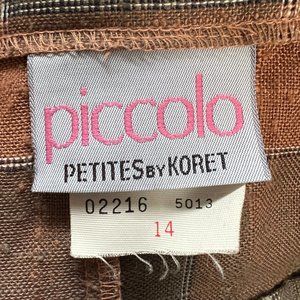 piccolo
PETITES BY KORET
02216 5013
14